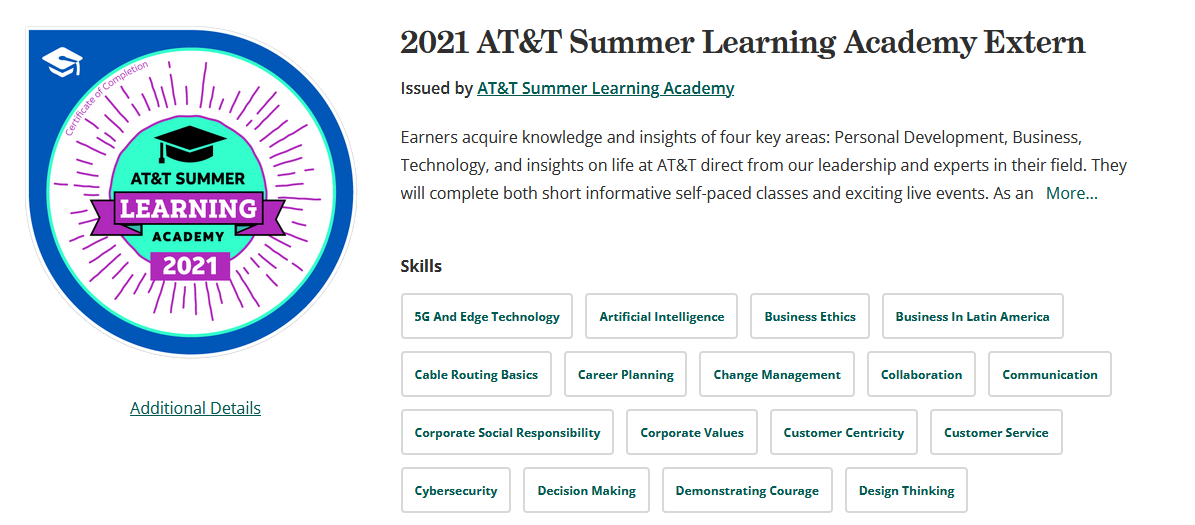 Certificate of Completion
AT&T SUMMER
LEARNING
ACADEMY
2021
Additional Details
2021 AT&T Summer Learning Academy Extern
Issued by AT&T Summer Learning Academy
Earners acquire knowledge and insights of four key areas: Personal Development, Business,
Technology, and insights on life at AT&T direct from our leadership and experts in their field. They
will complete both short informative self-paced classes and exciting live events. As an More...
Skills
5G And Edge Technology Artificial Intelligence Business Ethics Business In Latin America
Cable Routing Basics Career Planning Change Management Collaboration Communication
Corporate Social Responsibility Corporate Values Customer Centricity Customer Service
Cybersecurity Decision Making Demonstrating Courage Design Thinking